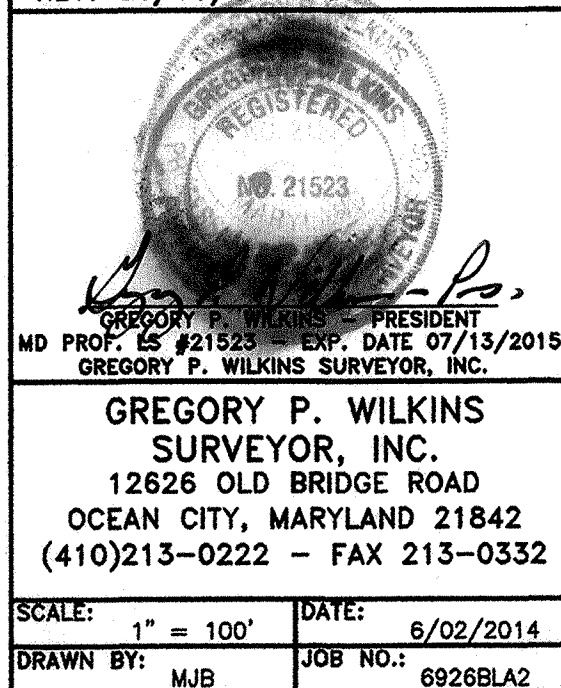 GREGORY P. WILKINS
REGISTERED
NO. 21523
GREGORY P. WILKINS – PRESIDENT
MD PROF. LS #21523 – EXP. DATE 07/13/2015
GREGORY P. WILKINS SURVEYOR, INC.
GREGORY P. WILKINS
SURVEYOR, INC.
12626 OLD BRIDGE ROAD
OCEAN CITY, MARYLAND 21842
(410)213–0222 – FAX 213–0332
SCALE: 1" = 100'
DATE: 6/02/2014
DRAWN BY: MJB
JOB NO.: 6926BLA2